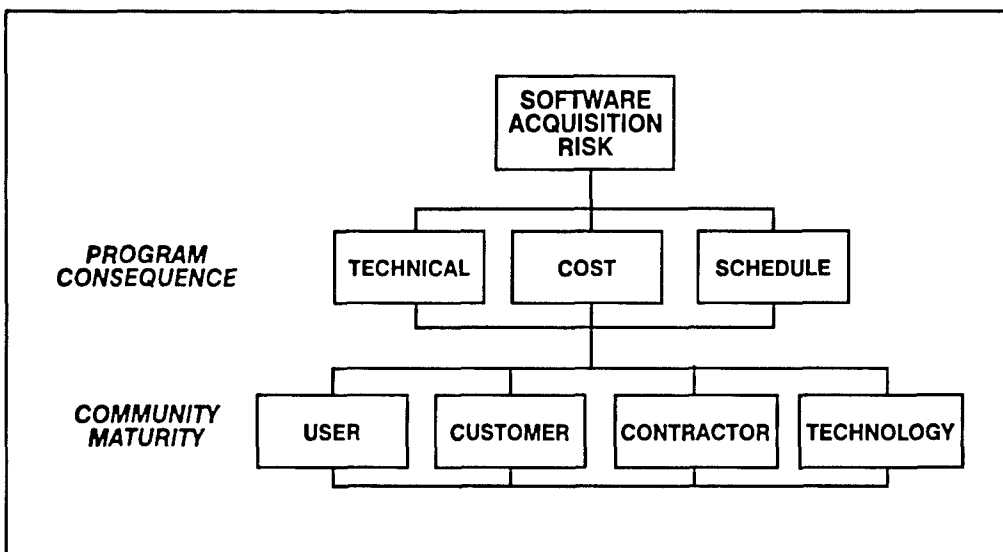 SOFTWARE
ACQUISITION
RISK
PROGRAM
CONSEQUENCE
TECHNICAL
COST
SCHEDULE
COMMUNITY
MATURITY
USER
CUSTOMER
CONTRACTOR
TECHNOLOGY